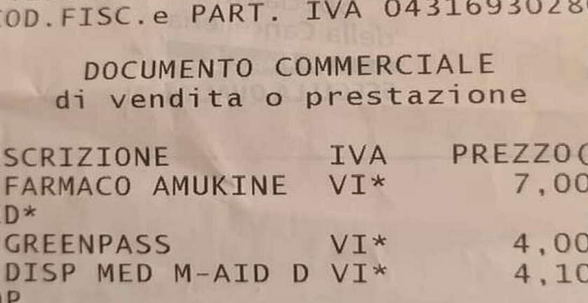 COD.FISC.e PART. IVA 0431693028
DOCUMENTO COMMERCIALE
di vendita o prestazione
SCRIZIONE IVA PREZZO(
FARMACO AMUKINE VI* 7,00
D*
GREENPASS VI* 4,00
DISP MED M-AID D VI* 4,10